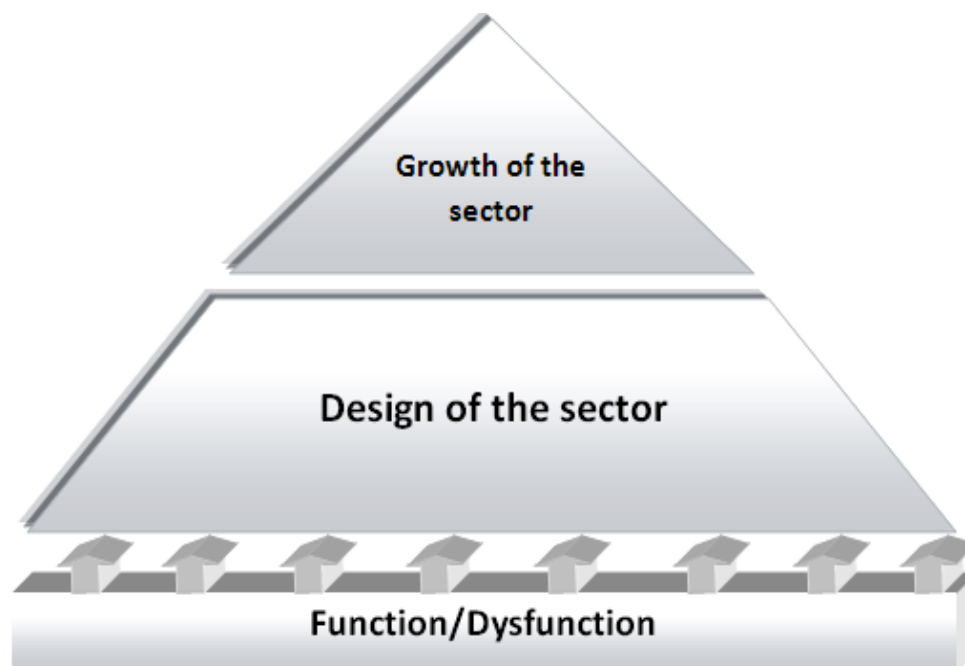 Growth of the
sector
Design of the sector
Function/Dysfunction